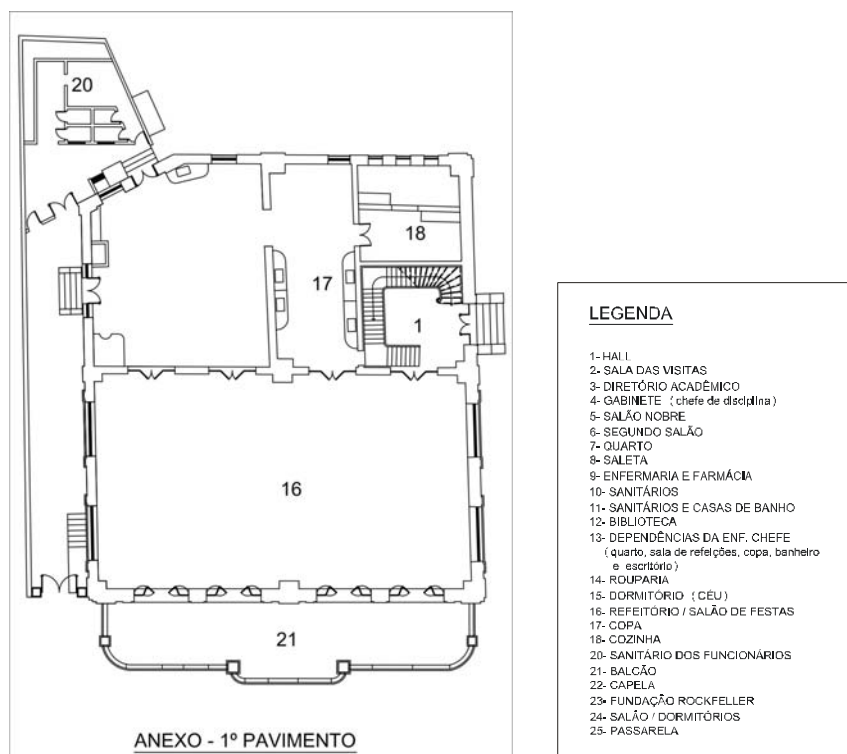 20
18
17
1
16
21
ANEXO - 1º PAVIMENTO
LEGENDA
1- HALL
2- SALA DAS VISITAS
3- DIRETÓRIO ACADÊMICO
4- GABINETE ( chefe de disciplina )
5- SALÃO NOBRE
6- SEGUNDO SALÃO
7- QUARTO
8- SALETA
9- ENFERMARIA E FARMÁCIA
10- SANITÁRIOS
11- SANITÁRIOS E CASAS DE BANHO
12- BIBLIOTECA
13- DEPENDÊNCIAS DA ENF. CHEFE
( quarto, sala de refeições, copa, banheiro
e escritório )
14- ROUPARIA
15- DORMITÓRIO ( CÉU )
16- REFEITÓRIO / SALÃO DE FESTAS
17- COPA
18- COZINHA
20- SANITÁRIO DOS FUNCIONÁRIOS
21- BALCÃO
22- CAPELA
23- FUNDAÇÃO ROCKFELLER
24- SALÃO / DORMITÓRIOS
25- PASSARELA